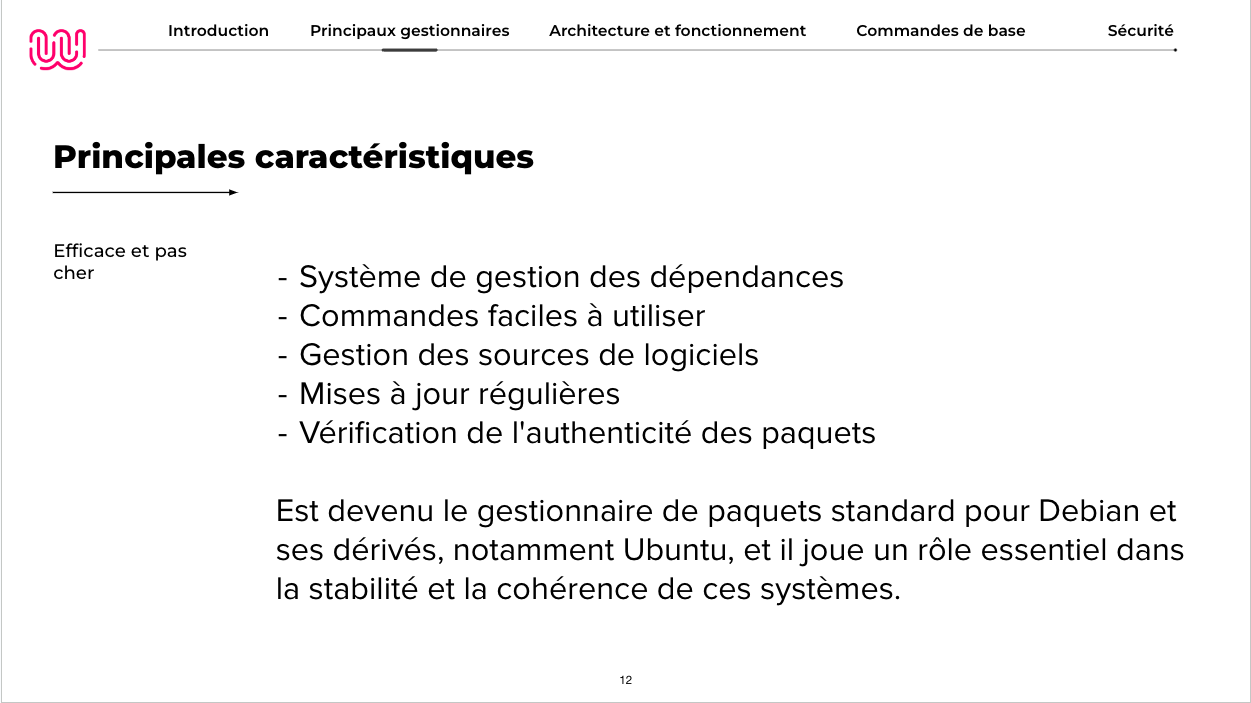 Introduction
Principaux gestionnaires
Architecture et fonctionnement
Commandes de base
Sécurité
Principales caractéristiques
Efficace et pas
cher
- Système de gestion des dépendances
- Commandes faciles à utiliser
- Gestion des sources de logiciels
- Mises à jour régulières
- Vérification de l'authenticité des paquets
Est devenu le gestionnaire de paquets standard pour Debian et
ses dérivés, notamment Ubuntu, et il joue un rôle essentiel dans
la stabilité et la cohérence de ces systèmes.
12